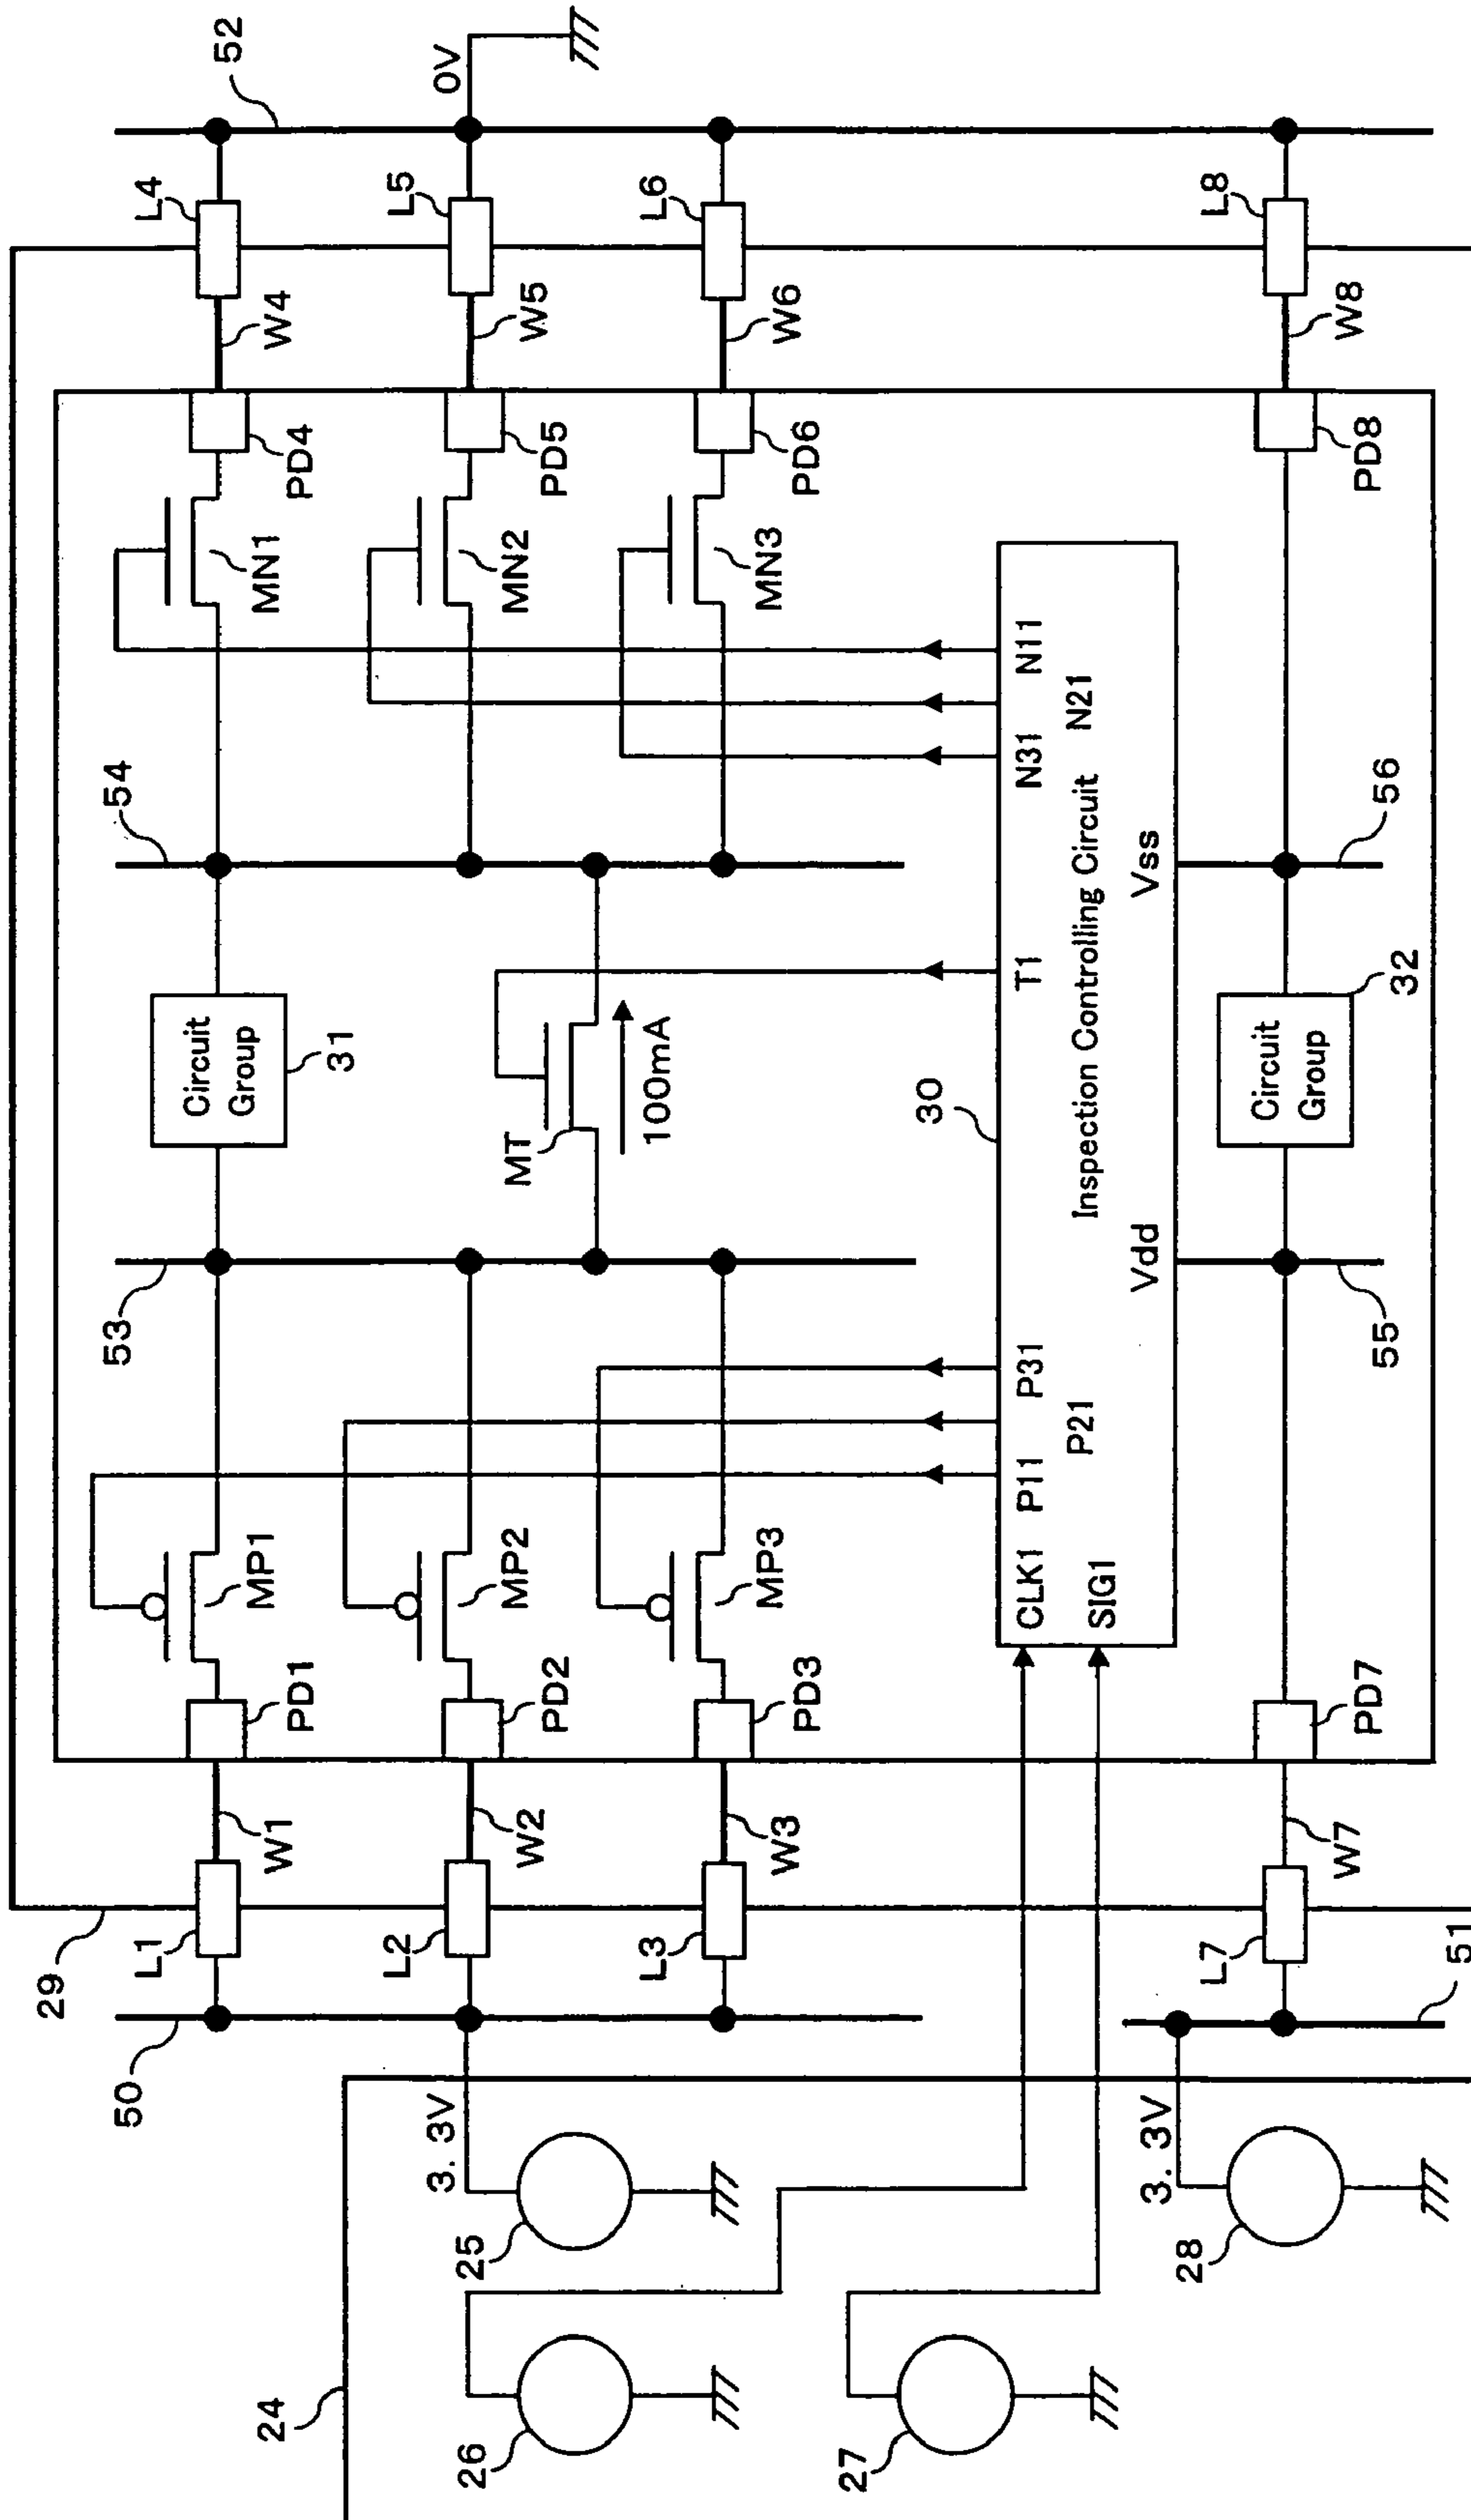 24
26
27
25
3. 3V
28
3. 3V
50
29
51
L1
L2
L3
L7
W1
W2
W3
W7
PD1
PD2
PD3
PD7
MP1
MP2
MP3
CLK1
SIG1
P11
P21
P31
53
55
Vdd
Circuit
Group
31
MT
100mA
30
Inspection Controlling Circuit
T1
Circuit
Group
32
54
56
Vss
N31
N21
N11
MN1
MN2
MN3
PD4
PD5
PD6
PD8
W4
W5
W6
W8
L4
L5
L6
L8
52
0V